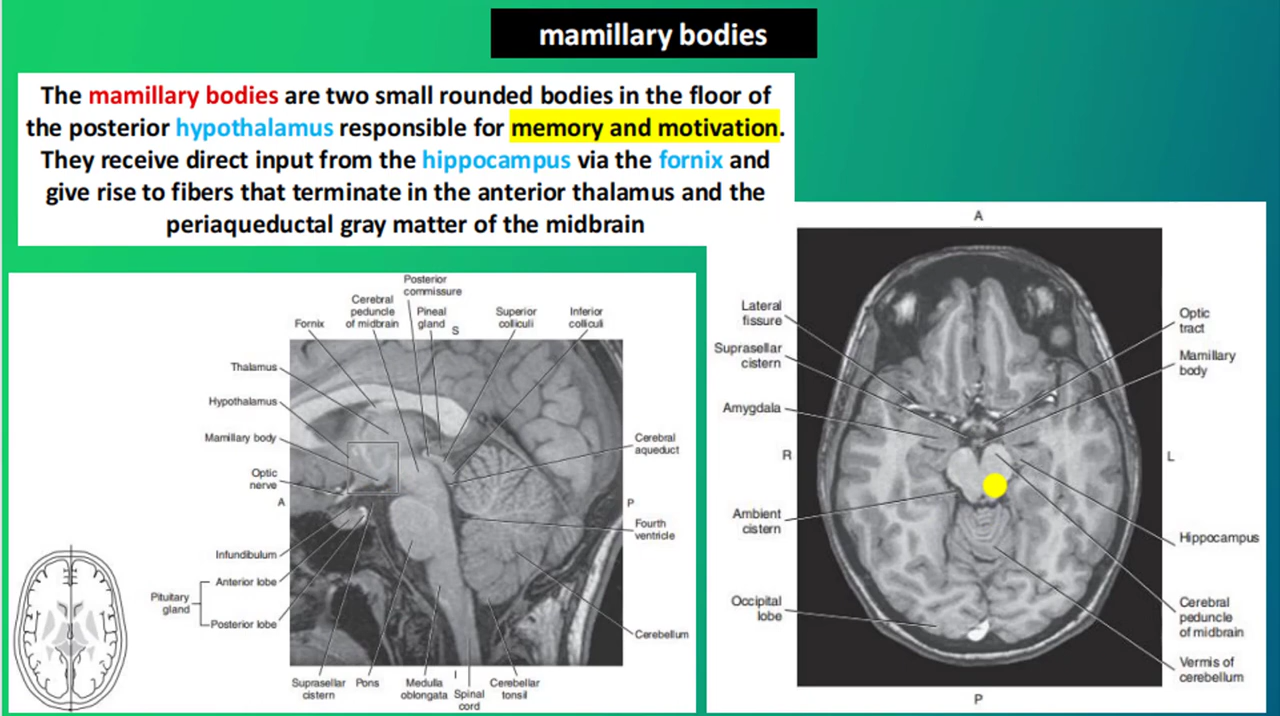 mamillary bodies
The mamillary bodies are two small rounded bodies in the floor of
the posterior hypothalamus responsible for memory and motivation.
They receive direct input from the hippocampus via the fornix and
give rise to fibers that terminate in the anterior thalamus and the
periaqueductal gray matter of the midbrain
Posterior
commissure
Cerebral
peduncle
of midbrain
Fornix
Pineal
gland
S
Superior
colliculi
Inferior
colliculi
Thalamus
Hypothalamus
Mamillary body
Optic
nerve
A
Infundibulum
Pituitary
gland
Anterior lobe
Posterior lobe
Cerebral
aqueduct
P
Fourth
ventricle
Cerebellum
Suprasellar
cistern
Pons
Medulla
oblongata
I
Spinal
cord
Cerebellar
tonsil
A
Lateral
fissure
Suprasellar
cistern
Amygdala
R
Ambient
cistern
Occipital
lobe
Optic
tract
Mamillary
body
L
Hippocampus
Cerebral
peduncle
of midbrain
Vermis of
cerebellum
P